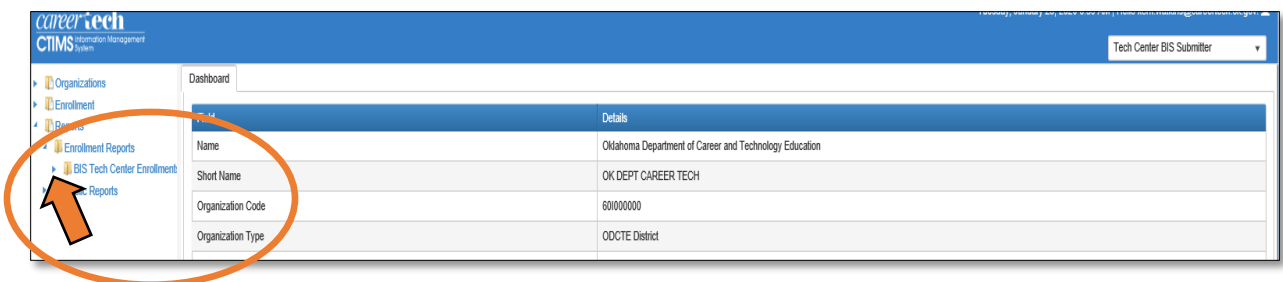 careertech
CTIMS Information Management System
Tech Center BIS Submitter
Organizations
Enrollment
Reports
Enrollment Reports
BIS Tech Center Enrollments
Reports
Dashboard
Field Details
Name Oklahoma Department of Career and Technology Education
Short Name OK DEPT CAREER TECH
Organization Code 60I000000
Organization Type ODCTE District